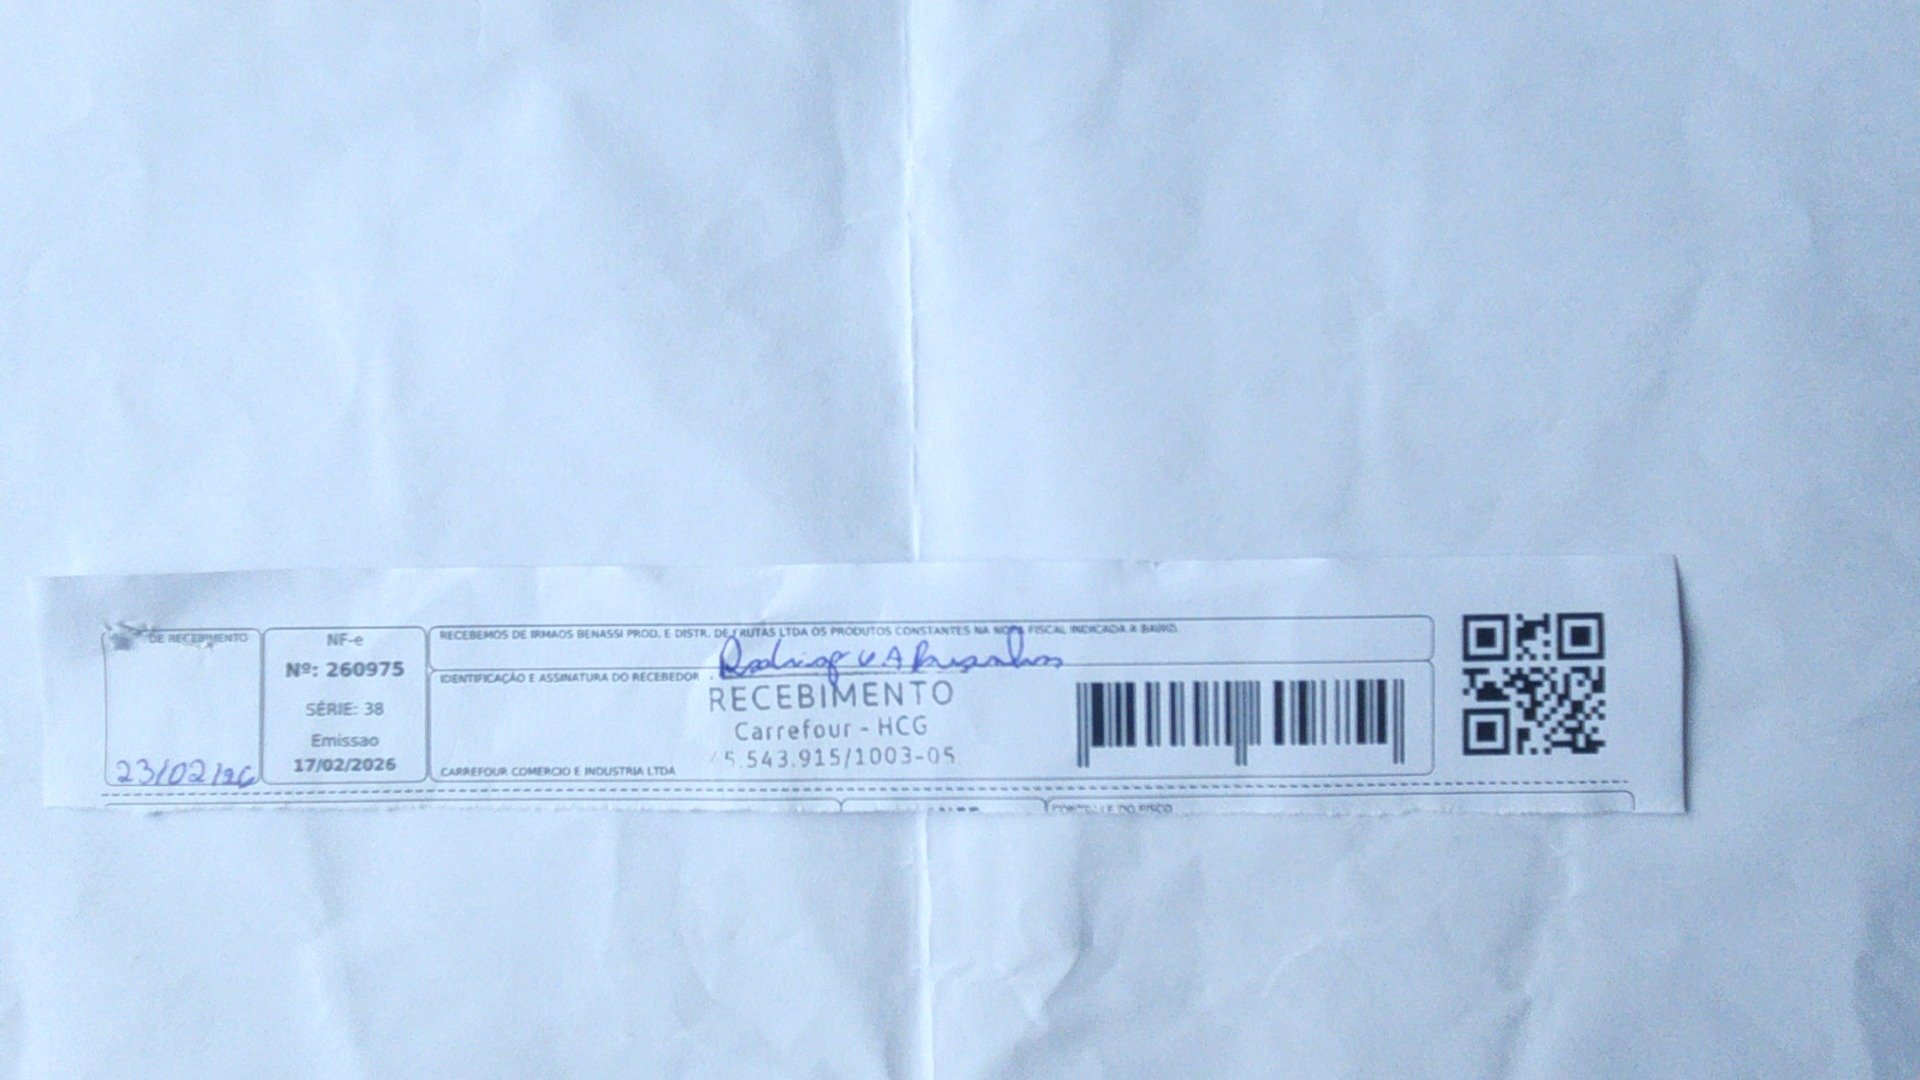 DE RECEBIMENTO
23/02/26
NF-e
Nº: 260975
SÉRIE: 38
Emissao
17/02/2026
RECEBEMOS DE IRMAOS BENASSI PROD. E DISTR. DE FRUTAS LTDA OS PRODUTOS CONSTANTES NA NOTA FISCAL INDICADA A BAIXO.
IDENTIFICAÇÃO E ASSINATURA DO RECEBEDOR
RECEBIMENTO
Carrefour - HCG
5.543.915/1003-05
CARREFOUR COMERCIO E INDUSTRIA LTDA